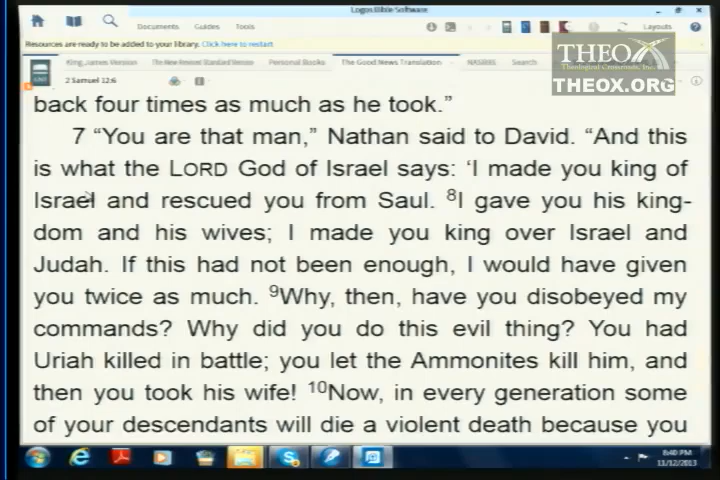 Logos Bible Software
Documents Guides Tools Layouts
Resources are ready to be added to your library. Click here to restart
King James Version The New Revised Standard Version Personal Books The Good News Translation NASB95
2 Samuel 12:6
THEOX
THEOX.ORG
back four times as much as he took.”
7 “You are that man,” Nathan said to David. “And this
is what the LORD God of Israel says: ‘I made you king of
Israel and rescued you from Saul. 8I gave you his king-
dom and his wives; I made you king over Israel and
Judah. If this had not been enough, I would have given
you twice as much. 9Why, then, have you disobeyed my
commands? Why did you do this evil thing? You had
Uriah killed in battle; you let the Ammonites kill him, and
then you took his wife! 10Now, in every generation some
of your descendants will die a violent death because you
8:40 PM
11/12/2013